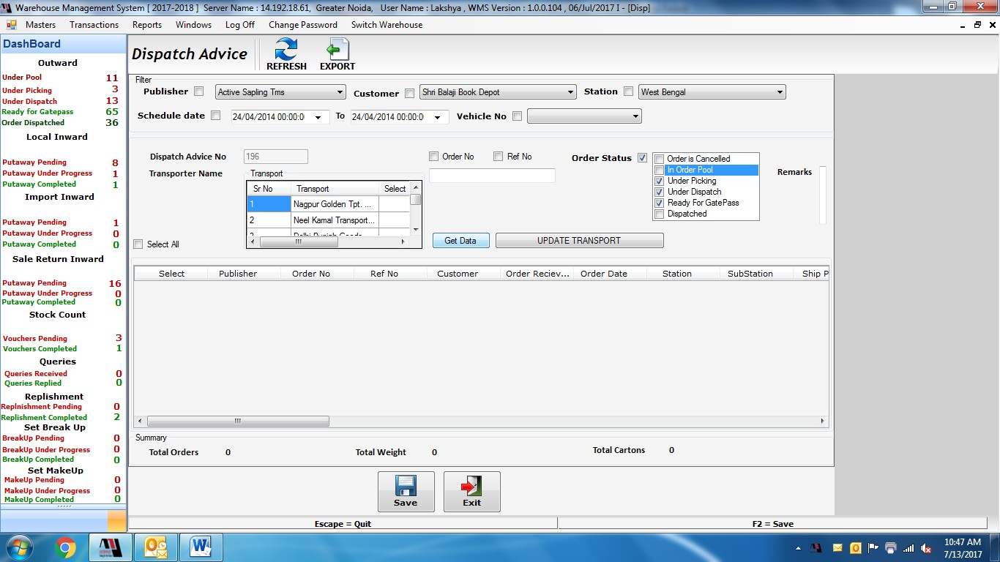 Warehouse Management System [ 2017-2018 ]  Server Name : 14.192.18.61,  Greater Noida,   User Name : Lakshya , WMS Version : 1.0.0.104 , 06/Jul/2017 ] - [Disp]
Masters Transactions Reports Windows Log Off Change Password Switch Warehouse
DashBoard
Outward
Under Pool 11
Under Picking 3
Under Dispatch 13
Ready for Gatepass 65
Order Dispatched 36
Local Inward
Putaway Pending 8
Putaway Under Progress 1
Putaway Completed 1
Import Inward
Putaway Pending 1
Putaway Under Progress 0
Putaway Completed 0
Sale Return Inward
Putaway Pending 16
Putaway Under Progress 0
Putaway Completed 0
Stock Count
Vouchers Pending 3
Vouchers Completed 1
Queries
Queries Received 0
Queries Replied 0
Replishment
Replnishment Pending 0
Replishment Completed 2
Set Break Up
BreakUp Pending 0
BreakUp Under Progress 0
BreakUp Completed 0
Set MakeUp
MakeUp Pending 0
MakeUp Under Progress 0
MakeUp Completed 0
Dispatch Advice REFRESH EXPORT
Filter
Publisher Active Sapling Tms Customer Shri Balaji Book Depot Station West Bengal
Schedule date 24/04/2014 00:00:0 To 24/04/2014 00:00:0 Vehicle No
Dispatch Advice No 196 Order No Ref No Order Status
Order is Cancelled
In Order Pool
Under Picking
Under Dispatch
Ready For GatePass
Dispatched
Remarks
Transporter Name Transport
Sr No Transport Select
1 Nagpur Golden Tpt. ...
2 Neel Kamal Transport...
Select All Get Data UPDATE TRANSPORT
Select Publisher Order No Ref No Customer Order Reciev... Order Date Station SubStation Ship P
Summary
Total Orders 0 Total Weight 0 Total Cartons 0
Save Exit
Escape = Quit F2 = Save
10:47 AM
7/13/2017